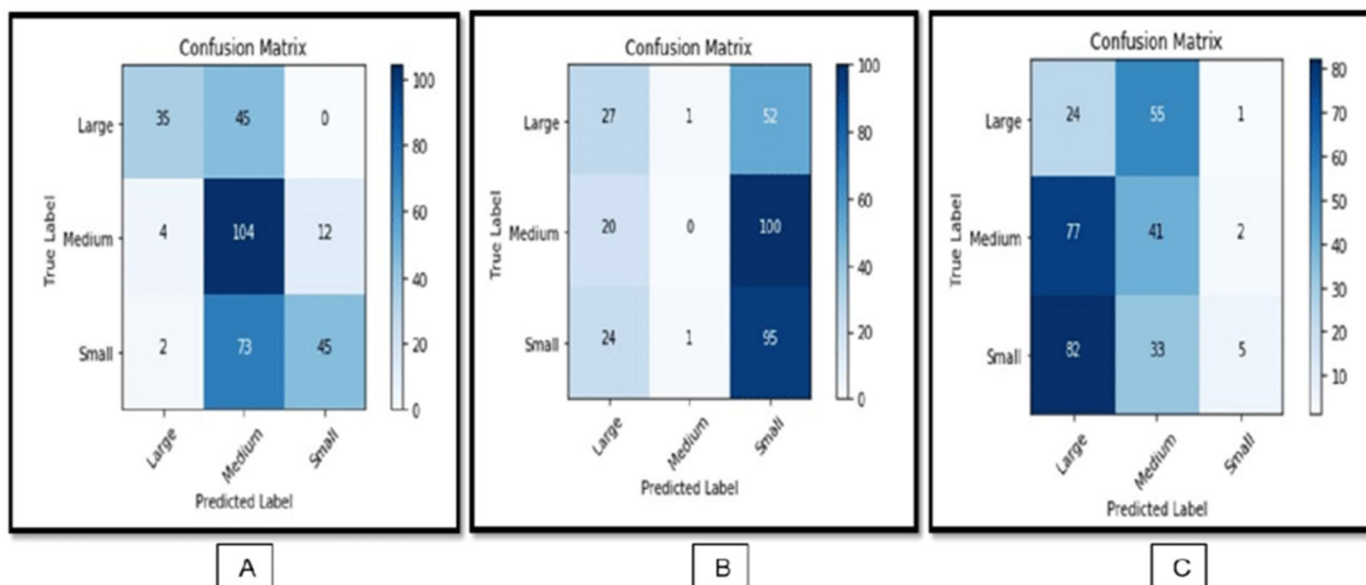 Confusion Matrix
Large 35 45 0
Medium 4 104 12
Small 2 73 45
True Label
Large Medium Small
Predicted Label
100
80
60
40
20
0
A
Confusion Matrix
Large 27 1 52
Medium 20 0 100
Small 24 1 95
True Label
Large Medium Small
Predicted Label
100
80
60
40
20
0
B
Confusion Matrix
Large 24 55 1
Medium 77 41 2
Small 82 33 5
True Label
Large Medium Small
Predicted Label
80
70
60
50
40
30
20
10
C